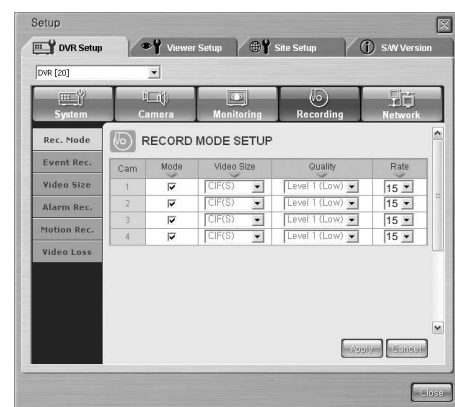 Setup
DVR Setup Viewer Setup Site Setup S/W Version
DVR [20]
System Camera Monitoring Recording Network
Rec. Mode
Event Rec.
Video Size
Alarm Rec.
Motion Rec.
Video Loss
RECORD MODE SETUP
Cam Mode Video Size Quality Rate
1 CIF(S) Level 1 (Low) 15
2 CIF(S) Level 1 (Low) 15
3 CIF(S) Level 1 (Low) 15
4 CIF(S) Level 1 (Low) 15
Apply Cancel
Close